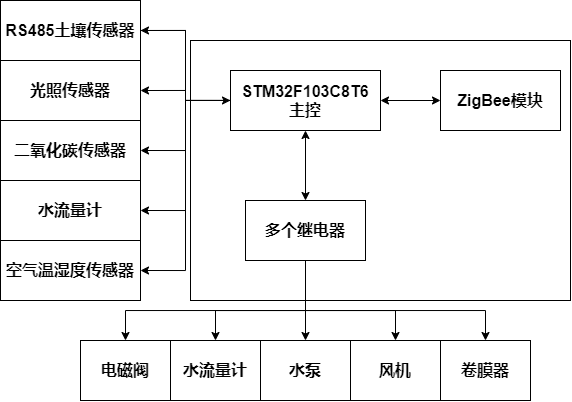 RS485土壤传感器
光照传感器
二氧化碳传感器
水流量计
空气温湿度传感器
STM32F103C8T6
主控
ZigBee模块
多个继电器
电磁阀
水流量计
水泵
风机
卷膜器